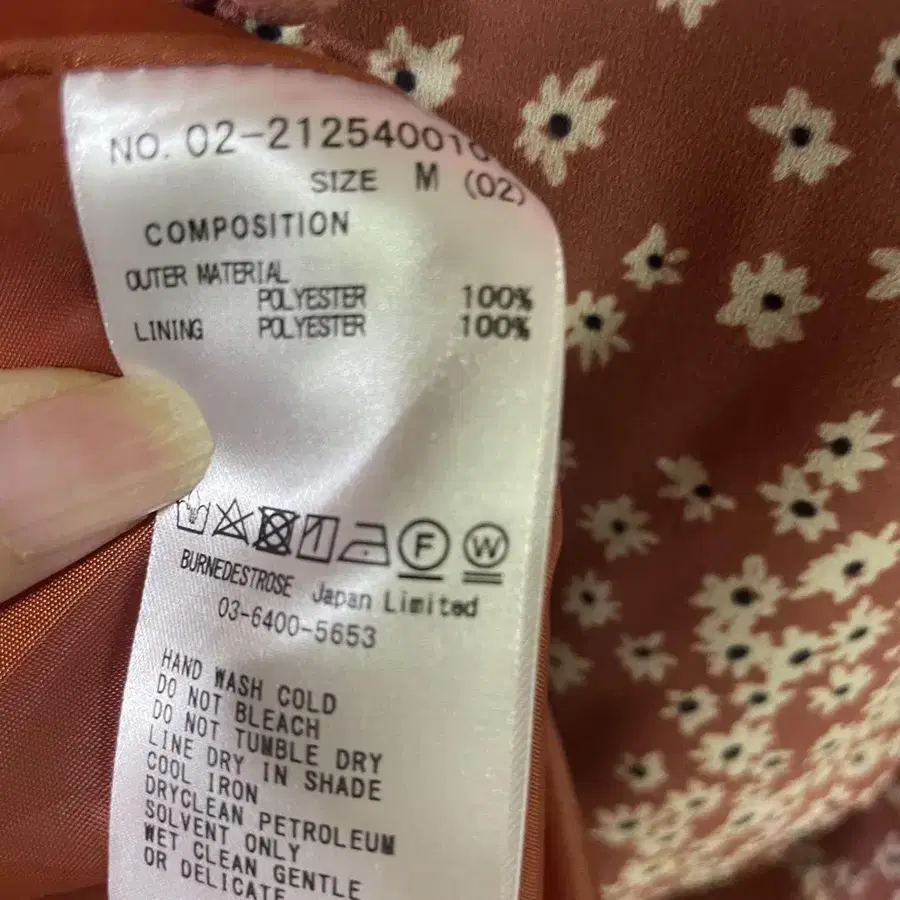 NO. 02-212540010
SIZE M (02)
COMPOSITION
OUTER MATERIAL
POLYESTER 100%
LINING POLYESTER 100%
F W
BURNEDESTROSE Japan Limited
03-6400-5653
HAND WASH COLD
DO NOT BLEACH
DO NOT TUMBLE DRY
LINE DRY IN SHADE
COOL IRON
DRYCLEAN PETROLEUM
SOLVENT ONLY
WET CLEAN GENTLE
OR DELICATE